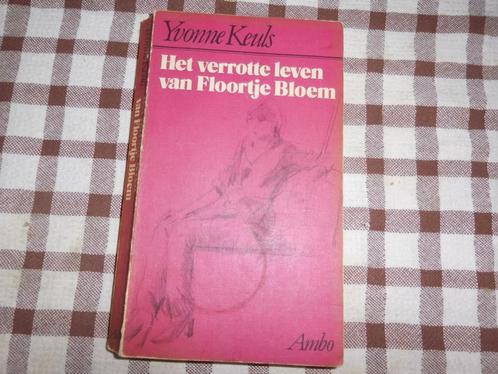 Yvonne Keuls
Het verrotte leven
van Floortje Bloem
Ambo
van Floortje Bloem